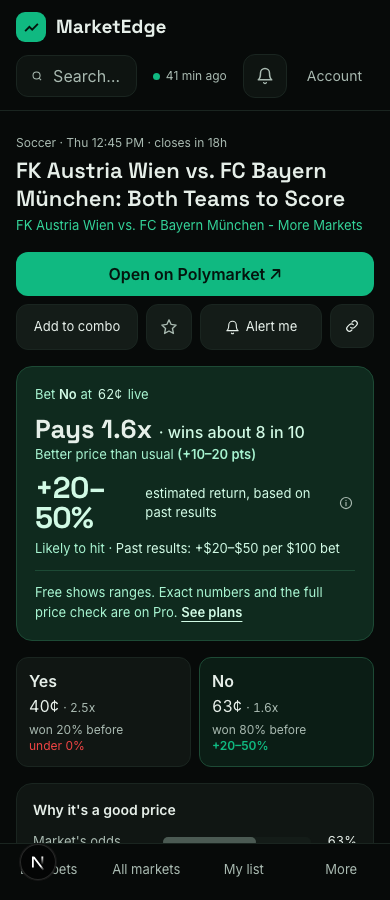 MarketEdge
Search...
41 min ago
Account
Soccer · Thu 12:45 PM · closes in 18h
FK Austria Wien vs. FC Bayern
München: Both Teams to Score
FK Austria Wien vs. FC Bayern München - More Markets
Open on Polymarket ↗
Add to combo
Alert me
Bet No at 62¢ live
Pays 1.6x · wins about 8 in 10
Better price than usual (+10–20 pts)
+20–
50%
estimated return, based on
past results
Likely to hit · Past results: +$20–$50 per $100 bet
Free shows ranges. Exact numbers and the full
price check are on Pro. See plans
Yes
40¢ · 2.5x
won 20% before
under 0%
No
63¢ · 1.6x
won 80% before
+20–50%
Why it's a good price
Market's odds
63%
N
bets
All markets
My list
More